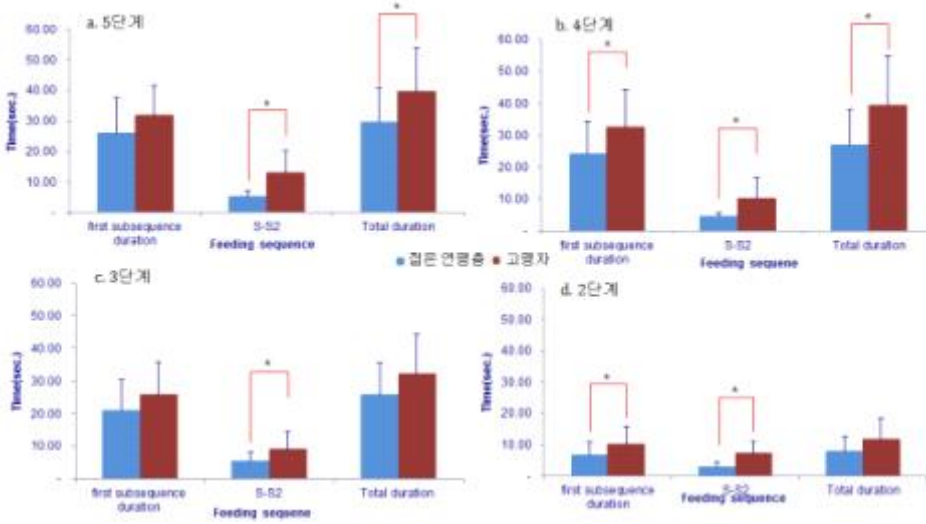 a. 5단계
60.00
50.00
40.00
30.00
20.00
10.00
-
Time(sec.)
*
*
first subsequence duration
S-S2
Total duration
Feeding sequence
b. 4단계
60.00
50.00
40.00
30.00
20.00
10.00
-
Time(sec.)
*
*
*
first subsequence duration
S-S2
Total duration
Feeding sequene
젊은 연령층
고령자
c. 3단계
60.00
50.00
40.00
30.00
20.00
10.00
-
Time(sec.)
*
first subsequence duration
S-S2
Total duration
Feeding sequene
d. 2단계
60.00
50.00
40.00
30.00
20.00
10.00
-
Time(sec.)
*
*
first subsequence duration
S-S2
Total duration
Feeding sequence